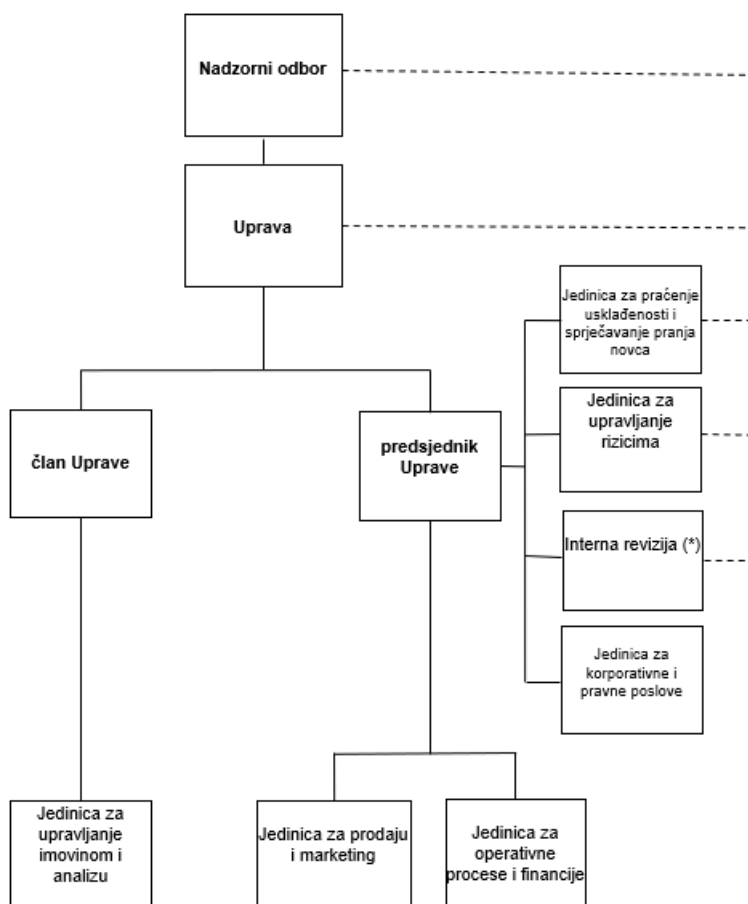 Nadzorni odbor
Uprava
Jedinica za praćenje
usklađenosti i
sprječavanje pranja
novca
Jedinica za
upravljanje
rizicima
član Uprave
predsjednik
Uprave
Interna revizija (*)
Jedinica za
korporativne i
pravne poslove
Jedinica za
upravljanje
imovinom i
analizu
Jedinica za prodaju
i marketing
Jedinica za
operativne
procese i financije